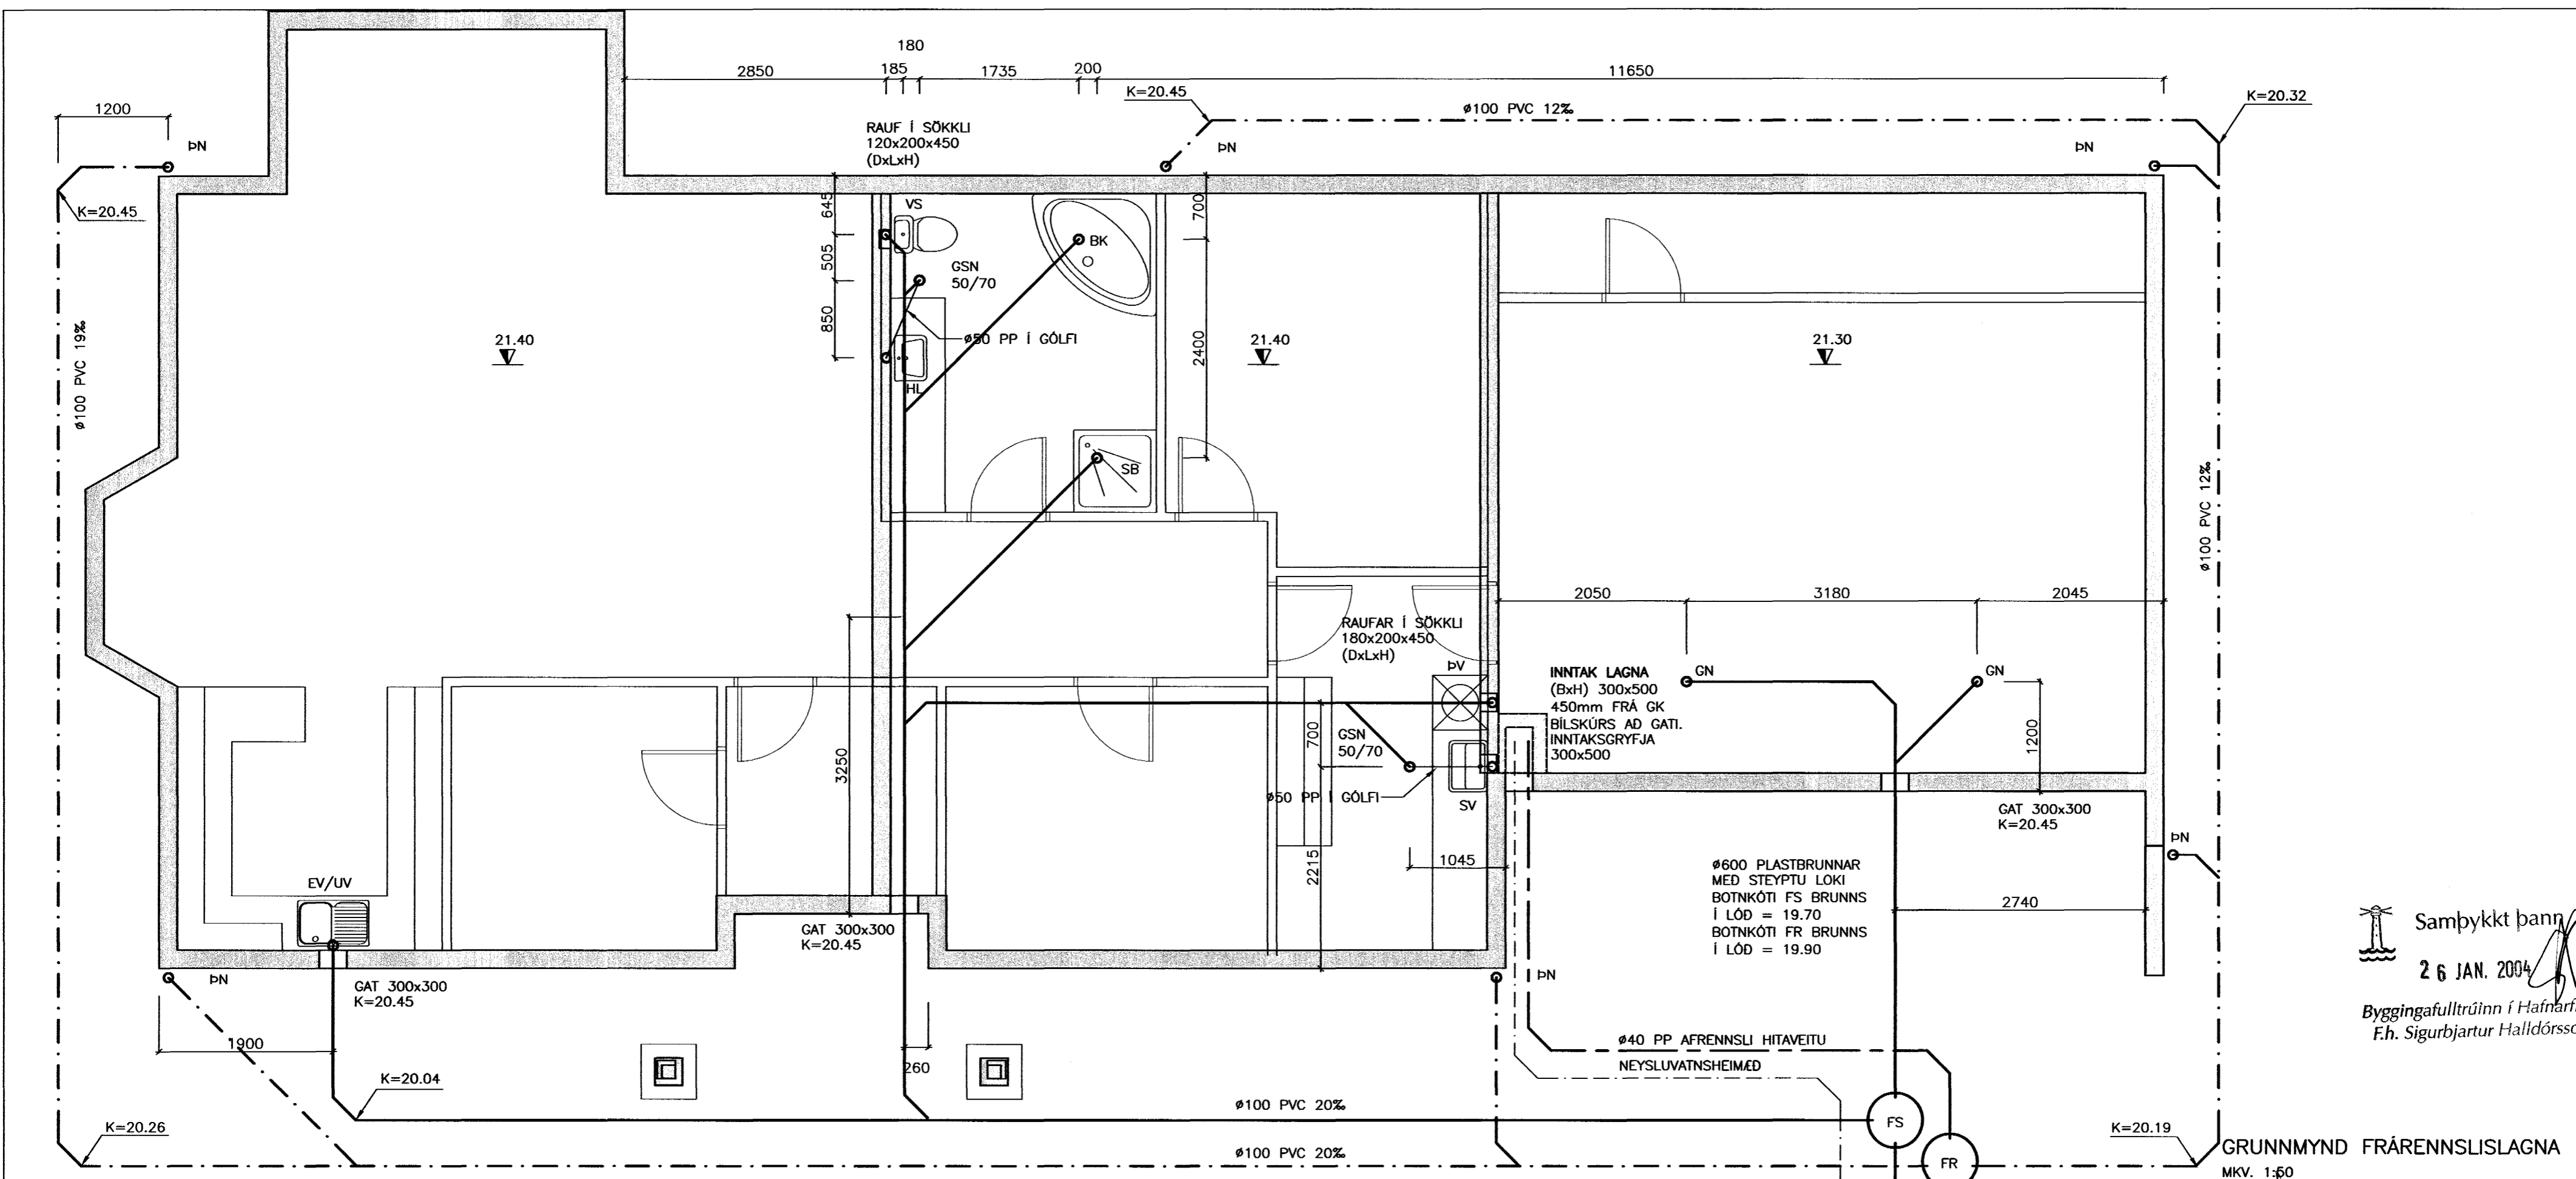 180
2850
185
1735
200
11650
K=20.45
ø100 PVC 12‰
K=20.32
1200
ÞN
RAUF Í SÖKKLI
120x200x450
(DxLxH)
ÞN
ÞN
K=20.45
645
VS
700
BK
505
GSN
50/70
850
ø50 PP Í GÓLFI
HL
2400
ø100 PVC 19‰
21.40
21.40
21.30
SB
ø100 PVC 12‰
2050
3180
2045
RAUFAR Í SÖKKLI
180x200x450
(DxLxH)
ÞV
INNTAK LAGNA
(BxH) 300x500
450mm FRÁ GK
BÍLSKÚRS AÐ GATI.
INNTAKSGRYFJA
300x500
GN
GN
3250
700
GSN
50/70
1200
ø50 PP Í GÓLFI
SV
GAT 300x300
K=20.45
ÞN
2215
1045
ø600 PLASTBRUNNAR
MEÐ STEYPTU LOKI
BOTNKÓTI FS BRUNNS
Í LÓÐ = 19.70
BOTNKÓTI FR BRUNNS
Í LÓÐ = 19.90
2740
EV/UV
GAT 300x300
K=20.45
Samþykkt þann
26 JAN. 2004
Byggingafulltrúinn í Hafnarf
F.h. Sigurbjartur Halldórsso
ÞN
GAT 300x300
K=20.45
ÞN
1900
260
ø40 PP AFRENNSLI HITAVEITU
NEYSLUVATNSHEIMÆÐ
K=20.04
ø100 PVC 20‰
FS
K=20.26
K=20.19
ø100 PVC 20‰
FR
GRUNNMYND FRÁRENNSLISLAGNA
MKV. 1:50